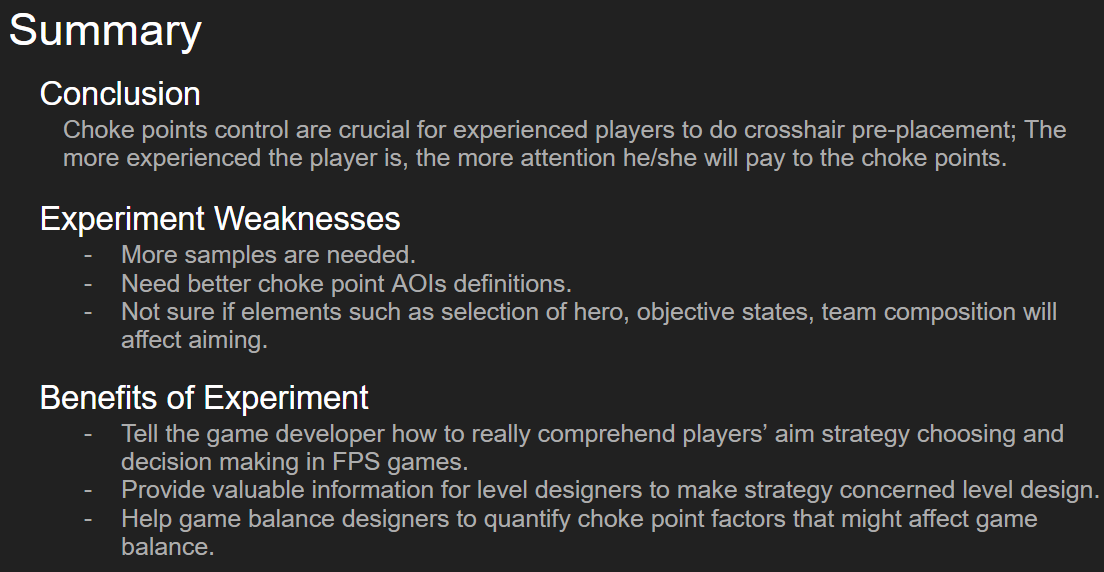 Summary
Conclusion
Choke points control are crucial for experienced players to do crosshair pre-placement; The
more experienced the player is, the more attention he/she will pay to the choke points.
Experiment Weaknesses
- More samples are needed.
- Need better choke point AOIs definitions.
- Not sure if elements such as selection of hero, objective states, team composition will
affect aiming.
Benefits of Experiment
- Tell the game developer how to really comprehend players’ aim strategy choosing and
decision making in FPS games.
- Provide valuable information for level designers to make strategy concerned level design.
- Help game balance designers to quantify choke point factors that might affect game
balance.